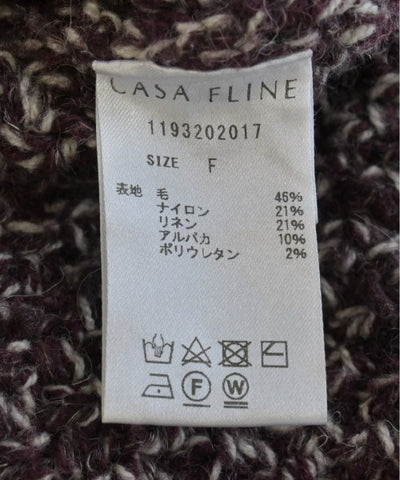 CASA FLINE
1193202017
SIZE F
表地 毛 46%
ナイロン 21%
リネン 21%
アルパカ 10%
ポリウレタン 2%
F W